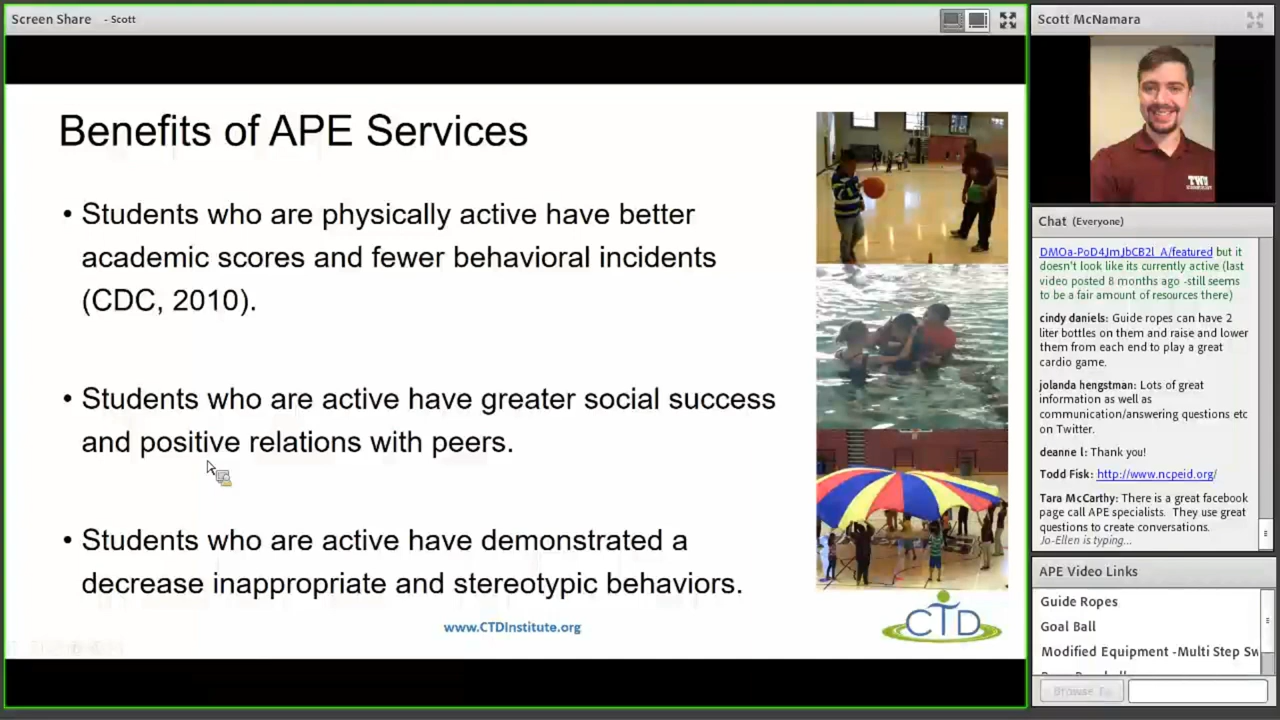 Screen Share - Scott
Benefits of APE Services
• Students who are physically active have better
academic scores and fewer behavioral incidents
(CDC, 2010).
• Students who are active have greater social success
and positive relations with peers.
• Students who are active have demonstrated a
decrease inappropriate and stereotypic behaviors.
www.CTDInstitute.org
CTD
Scott McNamara
TWU
Chat (Everyone)
DMOa-PoD4JmJbCB2l_A/featured but it
doesn't look like its currently active (last
video posted 8 months ago -still seems
to be a fair amount of resources there)
cindy daniels: Guide ropes can have 2
liter bottles on them and raise and lower
them from each end to play a great
cardio game.
jolanda hengstman: Lots of great
information as well as
communication/answering questions etc
on Twitter.
deanne l: Thank you!
Todd Fisk: http://www.ncpeid.org/
Tara McCarthy: There is a great facebook
page call APE specialists. They use great
questions to create conversations.
Jo-Ellen is typing...
APE Video Links
Guide Ropes
Goal Ball
Modified Equipment -Multi Step Sw
Browse T